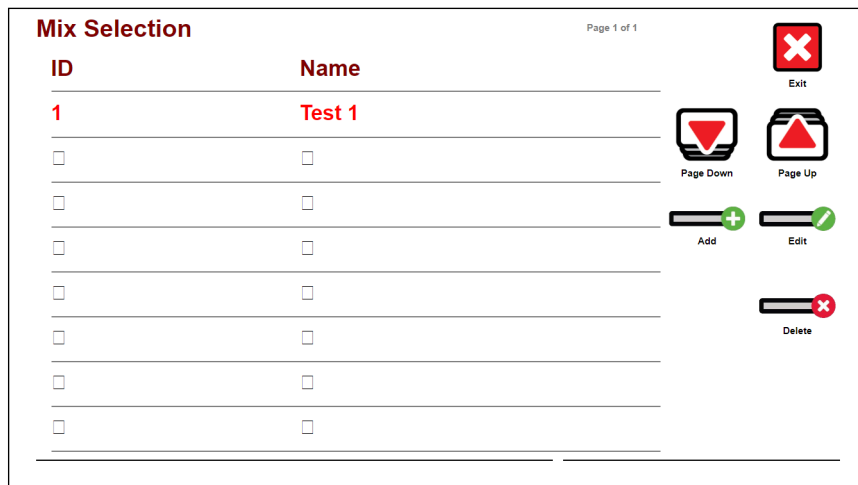 Mix Selection
Page 1 of 1
ID Name
1 Test 1
Exit
Page Down Page Up
Add Edit
Delete